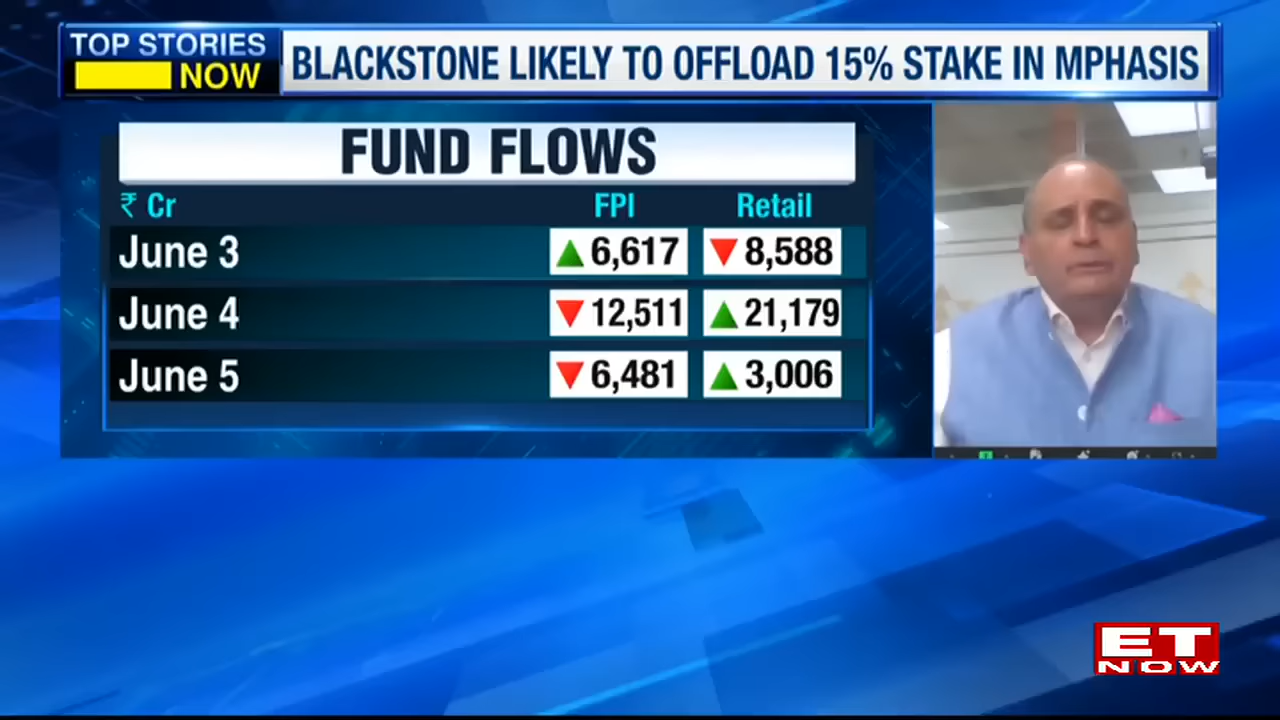 TOP STORIES
NOW
BLACKSTONE LIKELY TO OFFLOAD 15% STAKE IN MPHASIS
FUND FLOWS
₹ Cr FPI Retail
June 3 6,617 8,588
June 4 12,511 21,179
June 5 6,481 3,006
ET
NOW